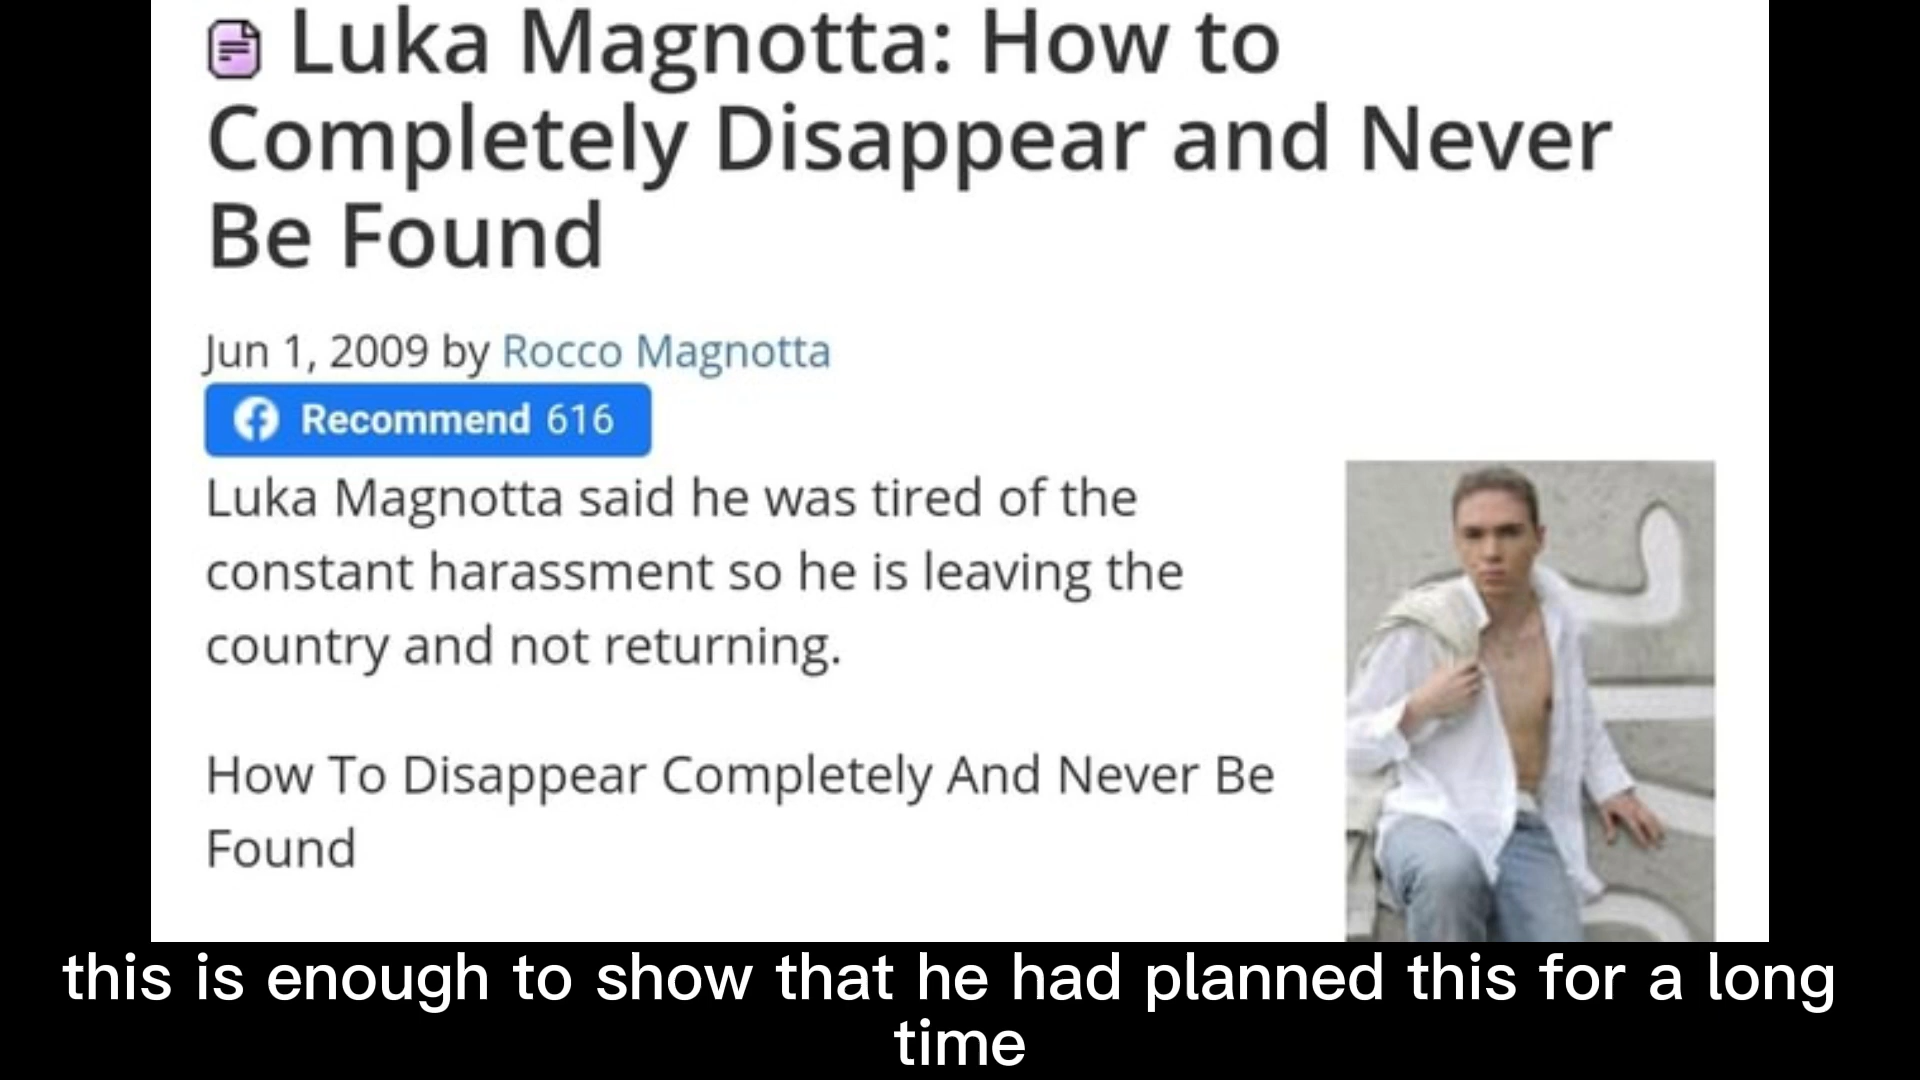 Luka Magnotta: How to
Completely Disappear and Never
Be Found
Jun 1, 2009 by Rocco Magnotta
Recommend 616
Luka Magnotta said he was tired of the
constant harassment so he is leaving the
country and not returning.
How To Disappear Completely And Never Be
Found
this is enough to show that he had planned this for a long
time